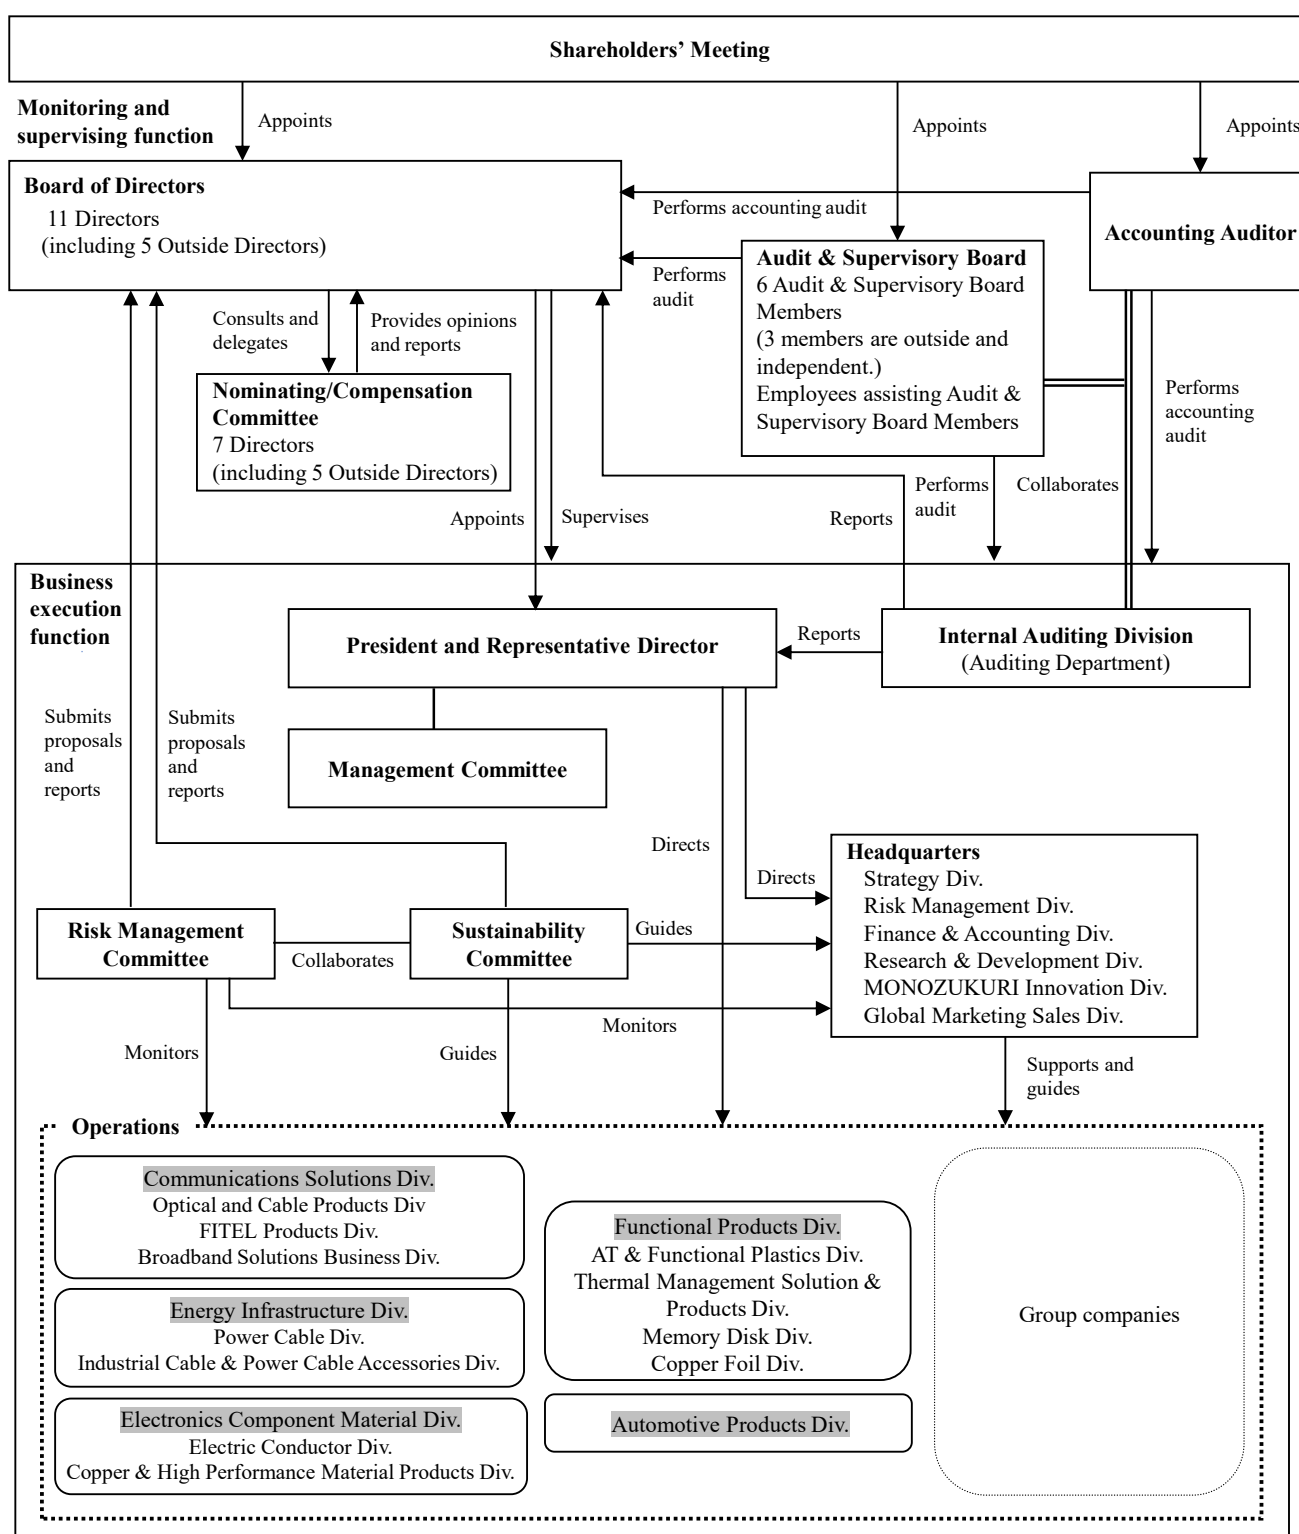 Shareholders’ Meeting
Monitoring and
supervising function
Appoints
Appoints
Appoints
Board of Directors
11 Directors
(including 5 Outside Directors)
Performs accounting audit
Accounting Auditor
Performs
audit
Audit & Supervisory Board
6 Audit & Supervisory Board
Members
(3 members are outside and
independent.)
Employees assisting Audit &
Supervisory Board Members
Consults and
delegates
Provides opinions
and reports
Nominating/Compensation
Committee
7 Directors
(including 5 Outside Directors)
Performs
accounting
audit
Appoints
Supervises
Reports
Performs
audit
Collaborates
Business
execution
function
President and Representative Director
Reports
Internal Auditing Division
(Auditing Department)
Submits
proposals
and
reports
Submits
proposals
and
reports
Management Committee
Directs
Directs
Headquarters
Strategy Div.
Risk Management Div.
Finance & Accounting Div.
Research & Development Div.
MONOZUKURI Innovation Div.
Global Marketing Sales Div.
Risk Management
Committee
Collaborates
Sustainability
Committee
Guides
Monitors
Monitors
Guides
Supports and
guides
Operations
Communications Solutions Div.
Optical and Cable Products Div
FITEL Products Div.
Broadband Solutions Business Div.
Energy Infrastructure Div.
Power Cable Div.
Industrial Cable & Power Cable Accessories Div.
Electronics Component Material Div.
Electric Conductor Div.
Copper & High Performance Material Products Div.
Functional Products Div.
AT & Functional Plastics Div.
Thermal Management Solution &
Products Div.
Memory Disk Div.
Copper Foil Div.
Automotive Products Div.
Group companies